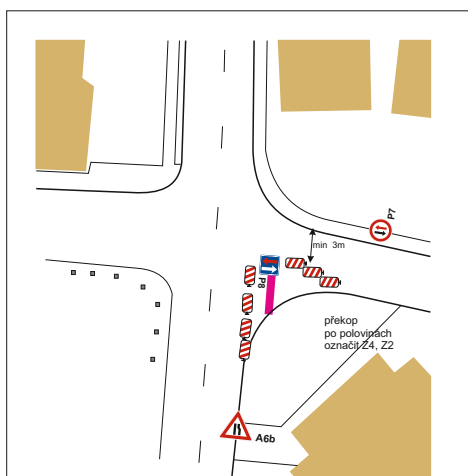 P7
min 3m
P8
překop
po polovinách
označit Z4, Z2
A6b